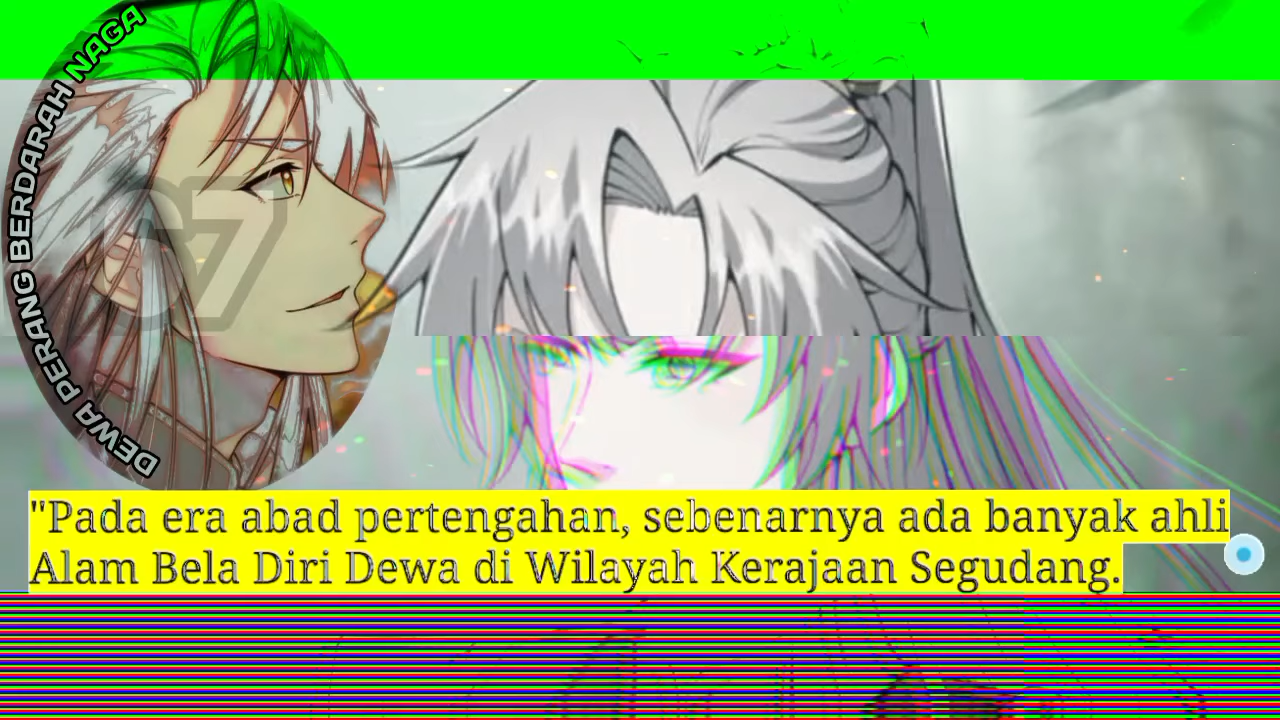 DEWA PERANG BERDARAH NAGA
67
"Pada era abad pertengahan, sebenarnya ada banyak ahli
Alam Bela Diri Dewa di Wilayah Kerajaan Segudang.